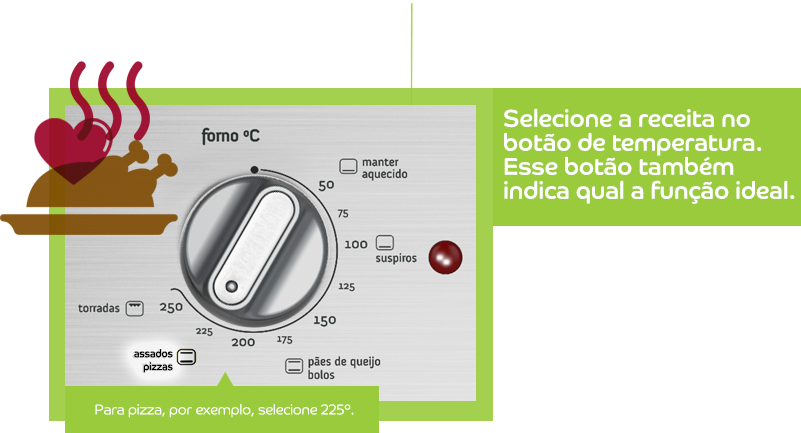 Selecione a receita no
botão de temperatura.
Esse botão também
indica qual a função ideal.
forno ºC
manter
aquecido
50
75
100
suspiros
125
150
175
pães de queijo
bolos
200
225
assados
pizzas
250
torradas
Para pizza, por exemplo, selecione 225º.